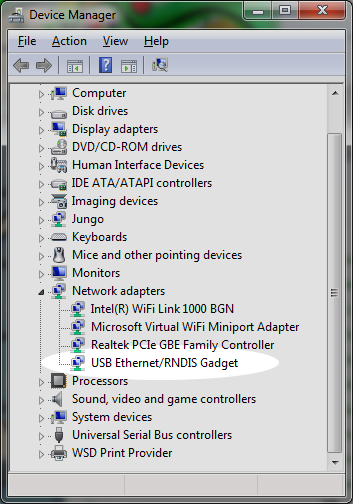 Device Manager
File Action View Help
Computer
Disk drives
Display adapters
DVD/CD-ROM drives
Human Interface Devices
IDE ATA/ATAPI controllers
Imaging devices
Jungo
Keyboards
Mice and other pointing devices
Monitors
Network adapters
Intel(R) WiFi Link 1000 BGN
Microsoft Virtual WiFi Miniport Adapter
Realtek PCIe GBE Family Controller
USB Ethernet/RNDIS Gadget
Processors
Sound, video and game controllers
System devices
Universal Serial Bus controllers
WSD Print Provider